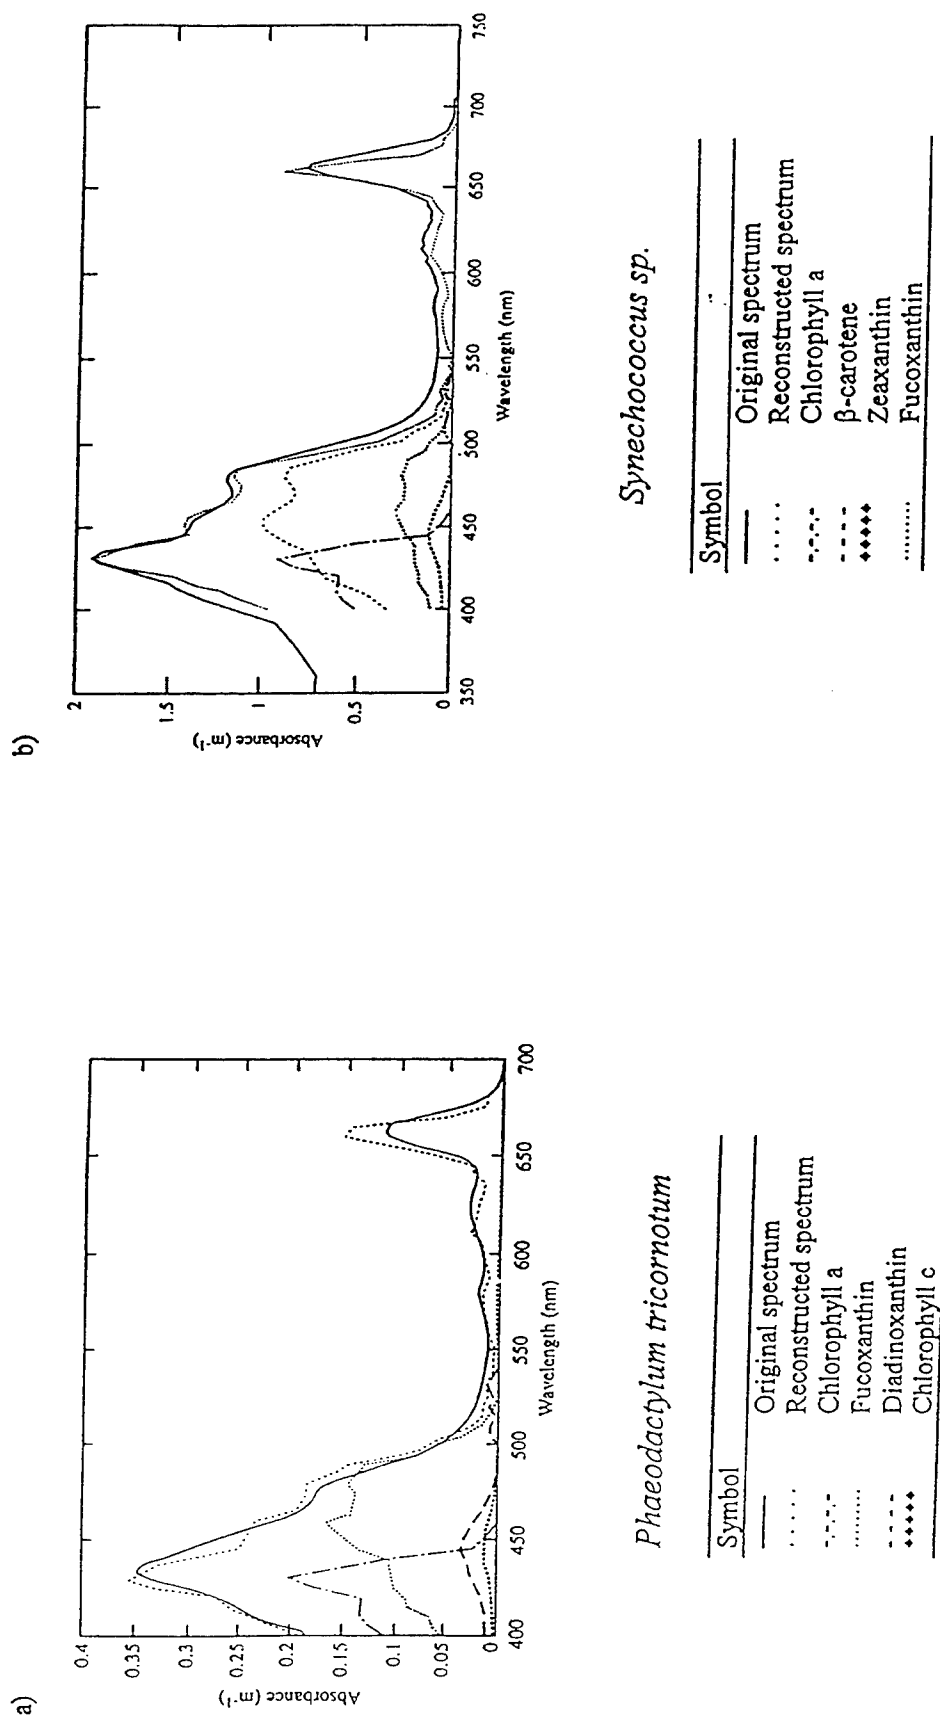 a)
0.4
0.35
0.3
0.25
0.2
0.15
0.1
0.05
0
Absorbance (m⁻¹)
400
450
500
550
600
650
700
Wavelength (nm)
Phaeodactylum tricornotum
Symbol
Original spectrum
Reconstructed spectrum
Chlorophyll a
Fucoxanthin
Diadinoxanthin
Chlorophyll c
b)
2
1.5
1
0.5
0
Absorbance (m⁻¹)
350
400
450
500
550
600
650
700
750
Wavelength (nm)
Synechococcus sp.
Symbol
Original spectrum
Reconstructed spectrum
Chlorophyll a
β-carotene
Zeaxanthin
Fucoxanthin